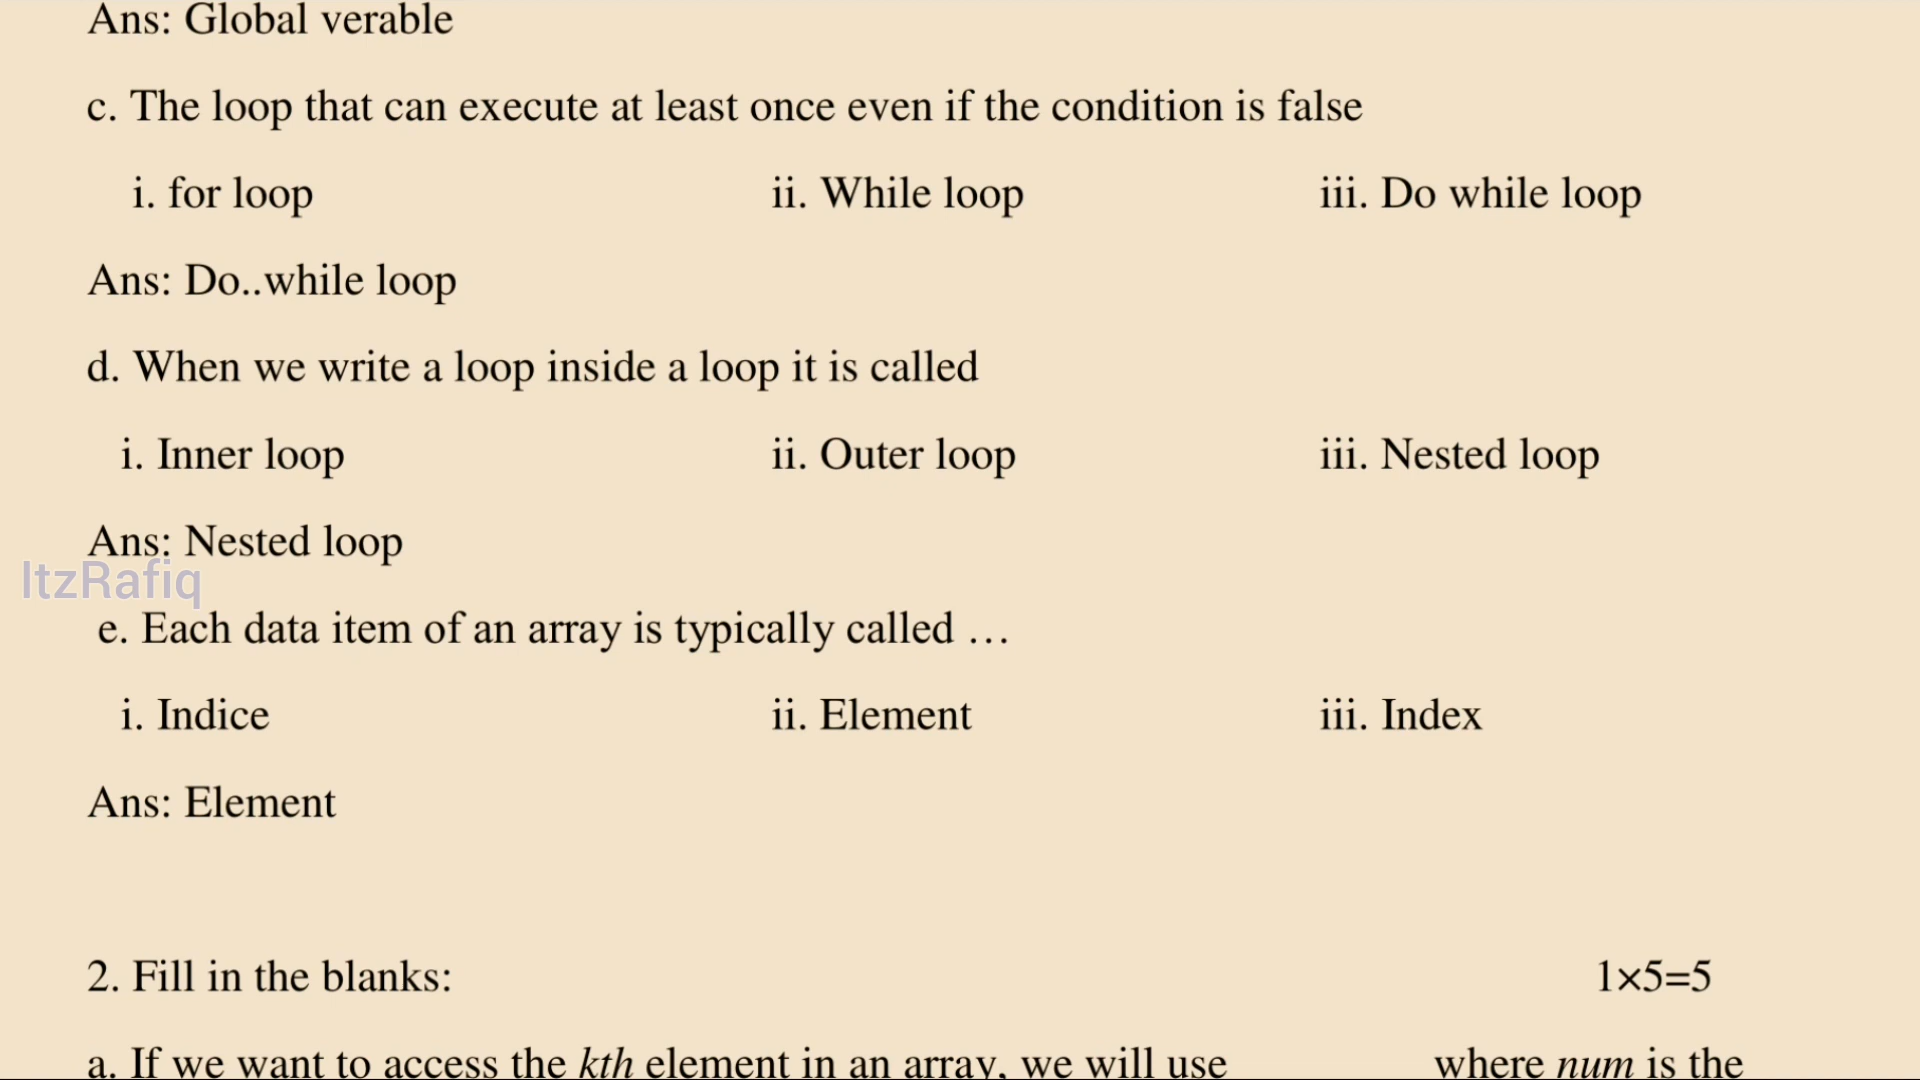 Ans: Global verable
c. The loop that can execute at least once even if the condition is false
i. for loop ii. While loop iii. Do while loop
Ans: Do..while loop
d. When we write a loop inside a loop it is called
i. Inner loop ii. Outer loop iii. Nested loop
Ans: Nested loop
ItzRafiq
e. Each data item of an array is typically called …
i. Indice ii. Element iii. Index
Ans: Element
2. Fill in the blanks: 1×5=5
a. If we want to access the kth element in an array, we will use where num is the